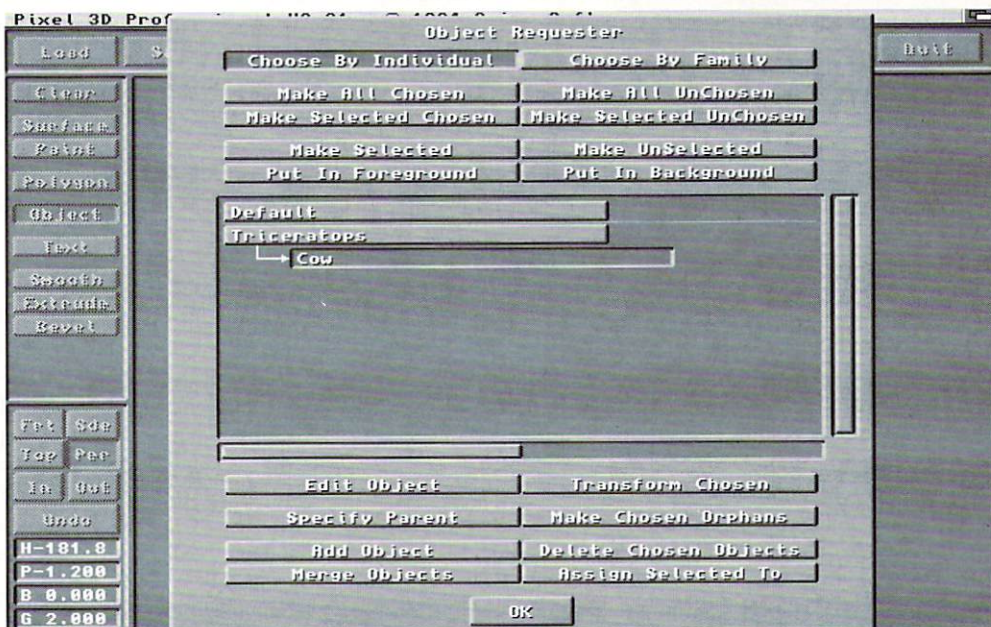 Pixel 3D
Object Requester
Load
Quit
Choose By Individual
Choose By Family
Clear
Make All Chosen
Make All UnChosen
Surface
Make Selected Chosen
Make Selected UnChosen
Paint
Make Selected
Make UnSelected
Polygon
Put In Foreground
Put In Background
Object
Default
Text
Triceratops
Cow
Smooth
Extrude
Bevel
Frt Sde
Top Per
In Out
Edit Object
Transform Chosen
Undo
Specify Parent
Make Chosen Orphans
H-181.8
Add Object
Delete Chosen Objects
P-1.200
Merge Objects
Assign Selected To
B 0.000
G 2.000
OK